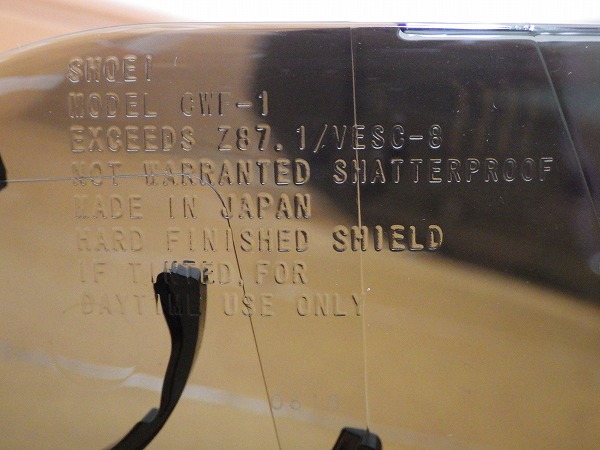 SHOEI
MODEL CWF-1
EXCEEDS Z87.1/VESC-8
NOT WARRANTED SHATTERPROOF
MADE IN JAPAN
HARD FINISHED SHIELD
IF TINTED, FOR
DAYTIME USE ONLY